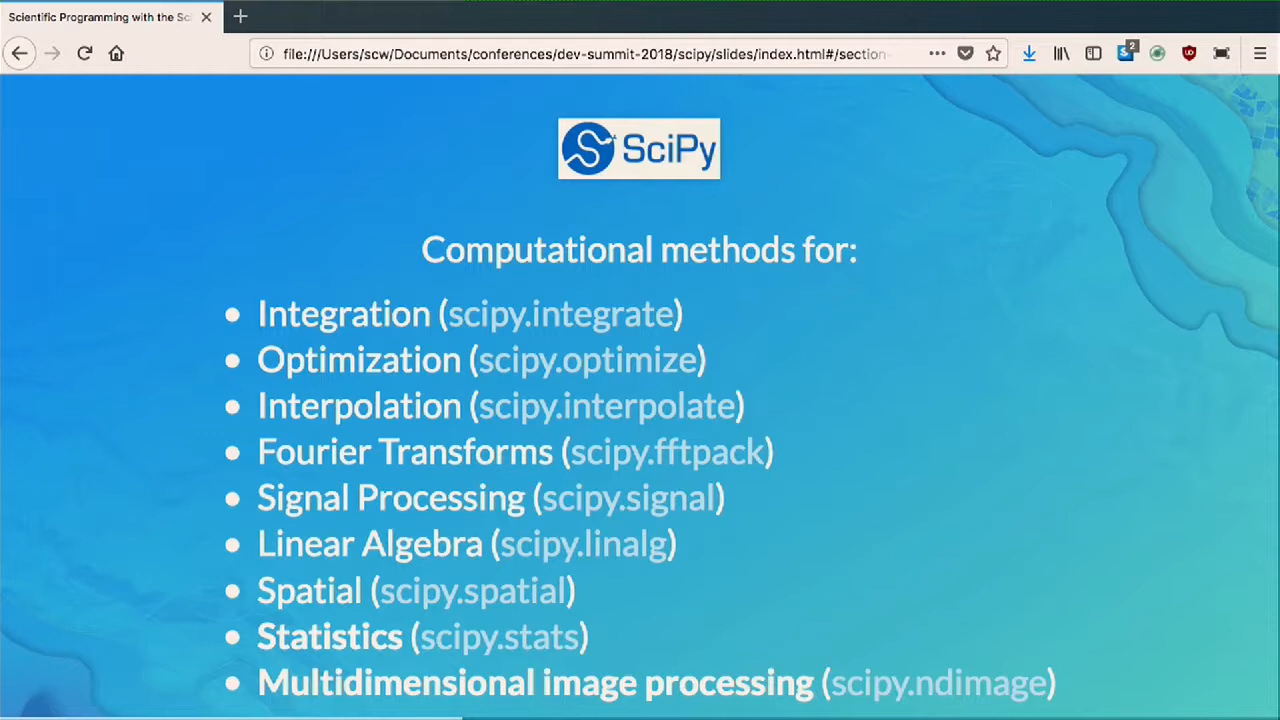 Scientific Programming with the Sci
file:///Users/scw/Documents/conferences/dev-summit-2018/scipy/slides/index.html#/section-
2
SciPy
Computational methods for:
• Integration (scipy.integrate)
• Optimization (scipy.optimize)
• Interpolation (scipy.interpolate)
• Fourier Transforms (scipy.fftpack)
• Signal Processing (scipy.signal)
• Linear Algebra (scipy.linalg)
• Spatial (scipy.spatial)
• Statistics (scipy.stats)
• Multidimensional image processing (scipy.ndimage)